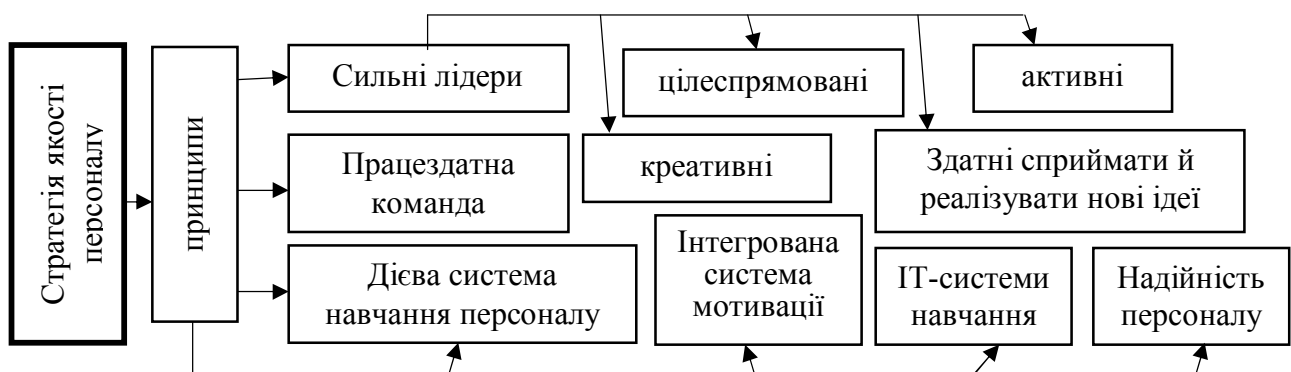 Стратегія якості
персоналу
принципи
Сильні лідери
цілеспрямовані
активні
Працездатна
команда
креативні
Здатні сприймати й
реалізувати нові ідеї
Дієва система
навчання персоналу
Інтегрована
система
мотивації
ІТ-системи
навчання
Надійність
персоналу